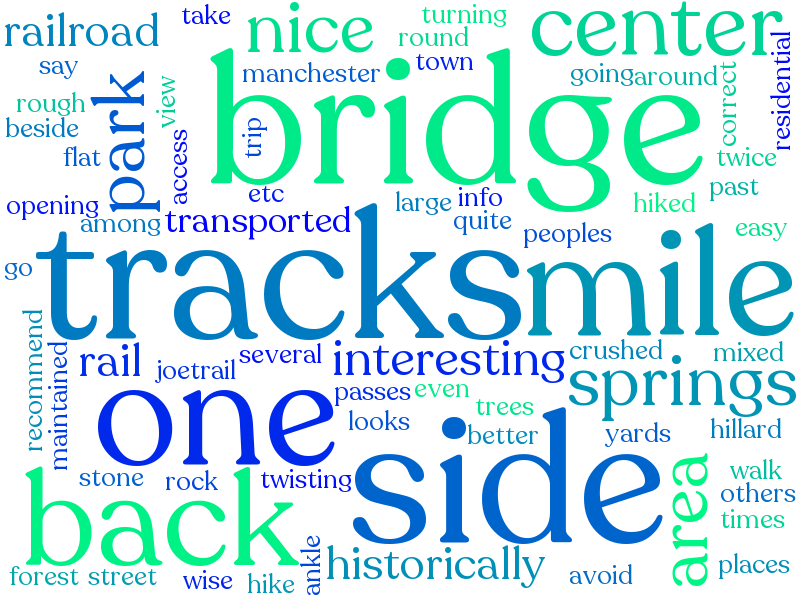 railroad
take
nice
turning
round
center
say
manchester
town
going
around
rough
beside
park
view
bridge
correct
residential
flat
access
trip
twice
past
opening
among
etc
transported
large
info
quite
peoples
hiked
easy
go
tracks
mile
recommend
maintained
rail
joetrail
several
interesting
crushed
mixed
one
passes
even
springs
looks
trees
better
yards
hillard
back
stone
rock
twisting
side
area
walk
others
times
forest
street
wise
hike
ankle
historically
avoid
places